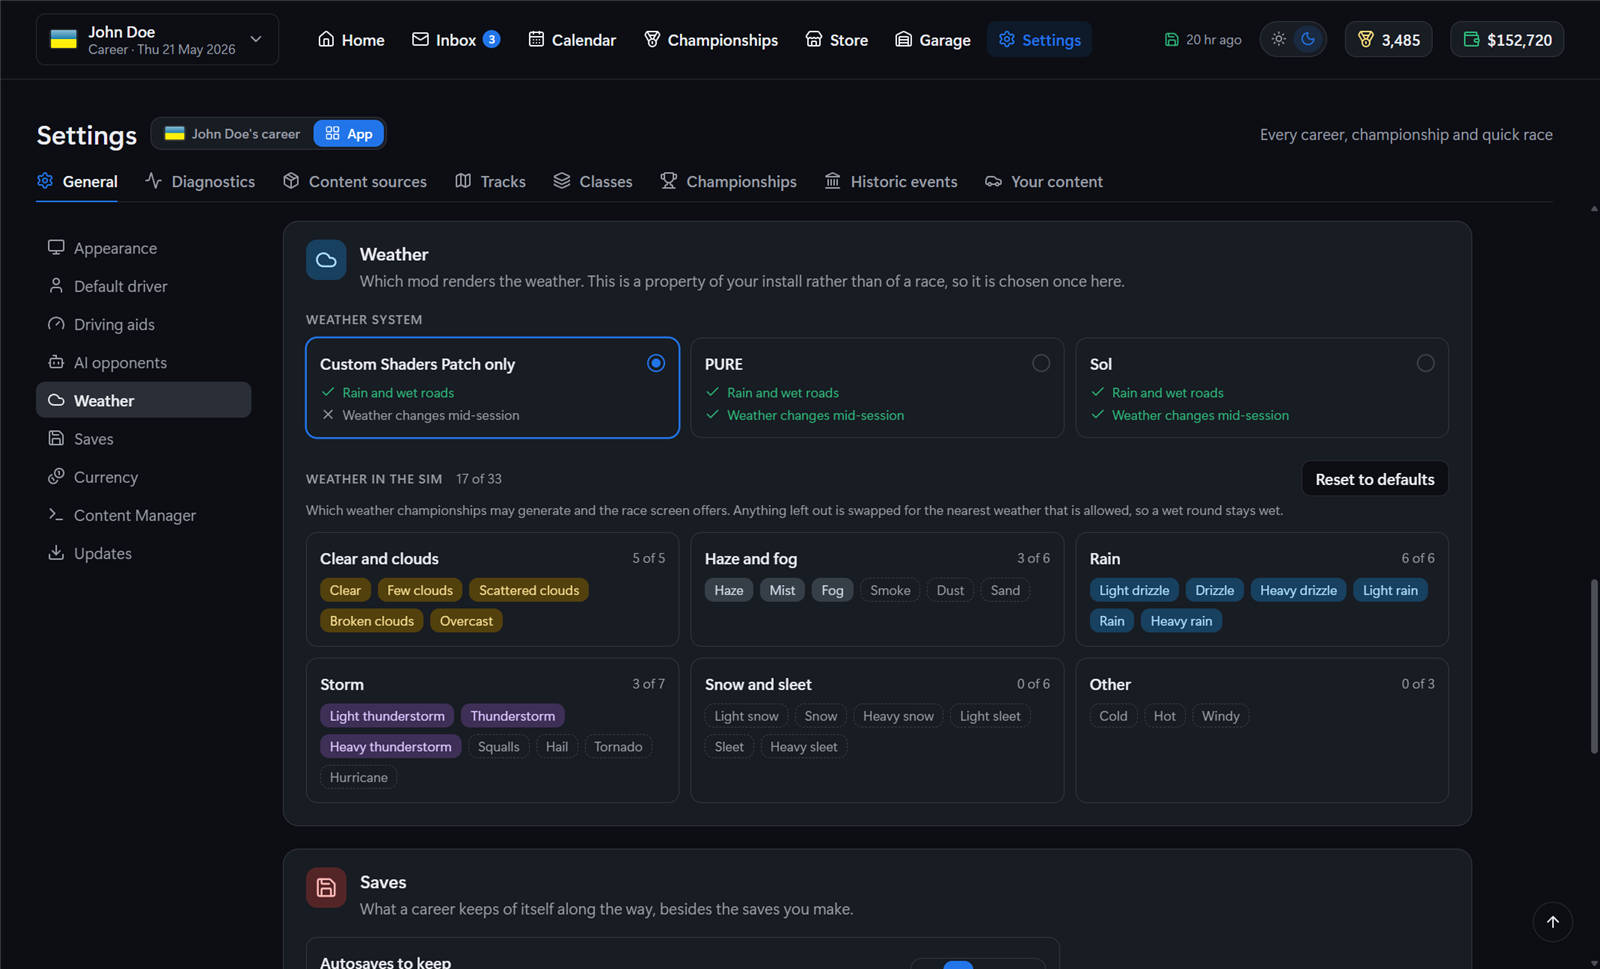 John Doe
Career · Thu 21 May 2026
Home
Inbox 3
Calendar
Championships
Store
Garage
Settings
20 hr ago
3,485
$152,720
Settings
John Doe's career
App
Every career, championship and quick race
General
Diagnostics
Content sources
Tracks
Classes
Championships
Historic events
Your content
Appearance
Default driver
Driving aids
AI opponents
Weather
Saves
Currency
Content Manager
Updates
Weather
Which mod renders the weather. This is a property of your install rather than of a race, so it is chosen once here.
WEATHER SYSTEM
Custom Shaders Patch only
Rain and wet roads
Weather changes mid-session
PURE
Rain and wet roads
Weather changes mid-session
Sol
Rain and wet roads
Weather changes mid-session
WEATHER IN THE SIM 17 of 33
Reset to defaults
Which weather championships may generate and the race screen offers. Anything left out is swapped for the nearest weather that is allowed, so a wet round stays wet.
Clear and clouds 5 of 5
Clear Few clouds Scattered clouds
Broken clouds Overcast
Haze and fog 3 of 6
Haze Mist Fog Smoke Dust Sand
Rain 6 of 6
Light drizzle Drizzle Heavy drizzle Light rain
Rain Heavy rain
Storm 3 of 7
Light thunderstorm Thunderstorm
Heavy thunderstorm Squalls Hail Tornado
Hurricane
Snow and sleet 0 of 6
Light snow Snow Heavy snow Light sleet
Sleet Heavy sleet
Other 0 of 3
Cold Hot Windy
Saves
What a career keeps of itself along the way, besides the saves you make.
Autosaves to keep